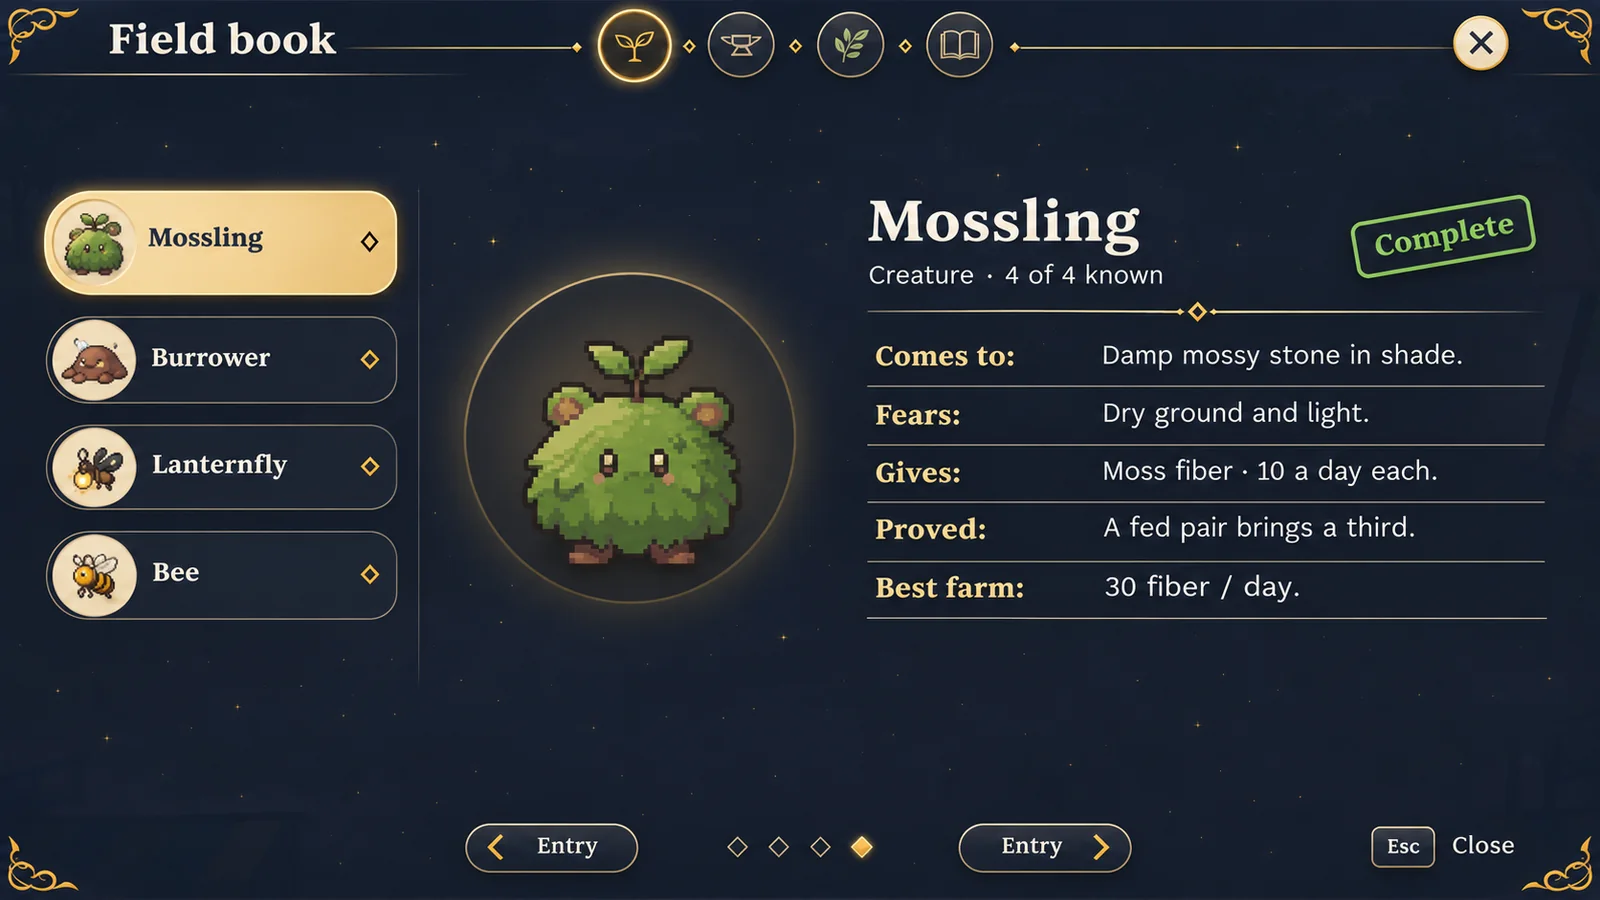 Field book
Mossling
Burrower
Lanternfly
Bee
Mossling
Complete
Creature · 4 of 4 known
Comes to: Damp mossy stone in shade.
Fears: Dry ground and light.
Gives: Moss fiber · 10 a day each.
Proved: A fed pair brings a third.
Best farm: 30 fiber / day.
Entry
Entry
Esc Close